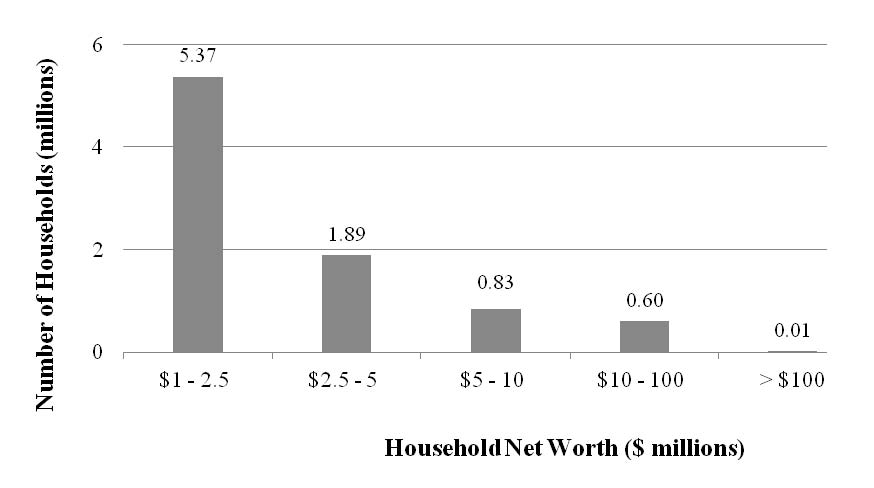 Number of Households (millions)
6
4
2
0
5.37
1.89
0.83
0.60
0.01
$1 - 2.5
$2.5 - 5
$5 - 10
$10 - 100
> $100
Household Net Worth ($ millions)